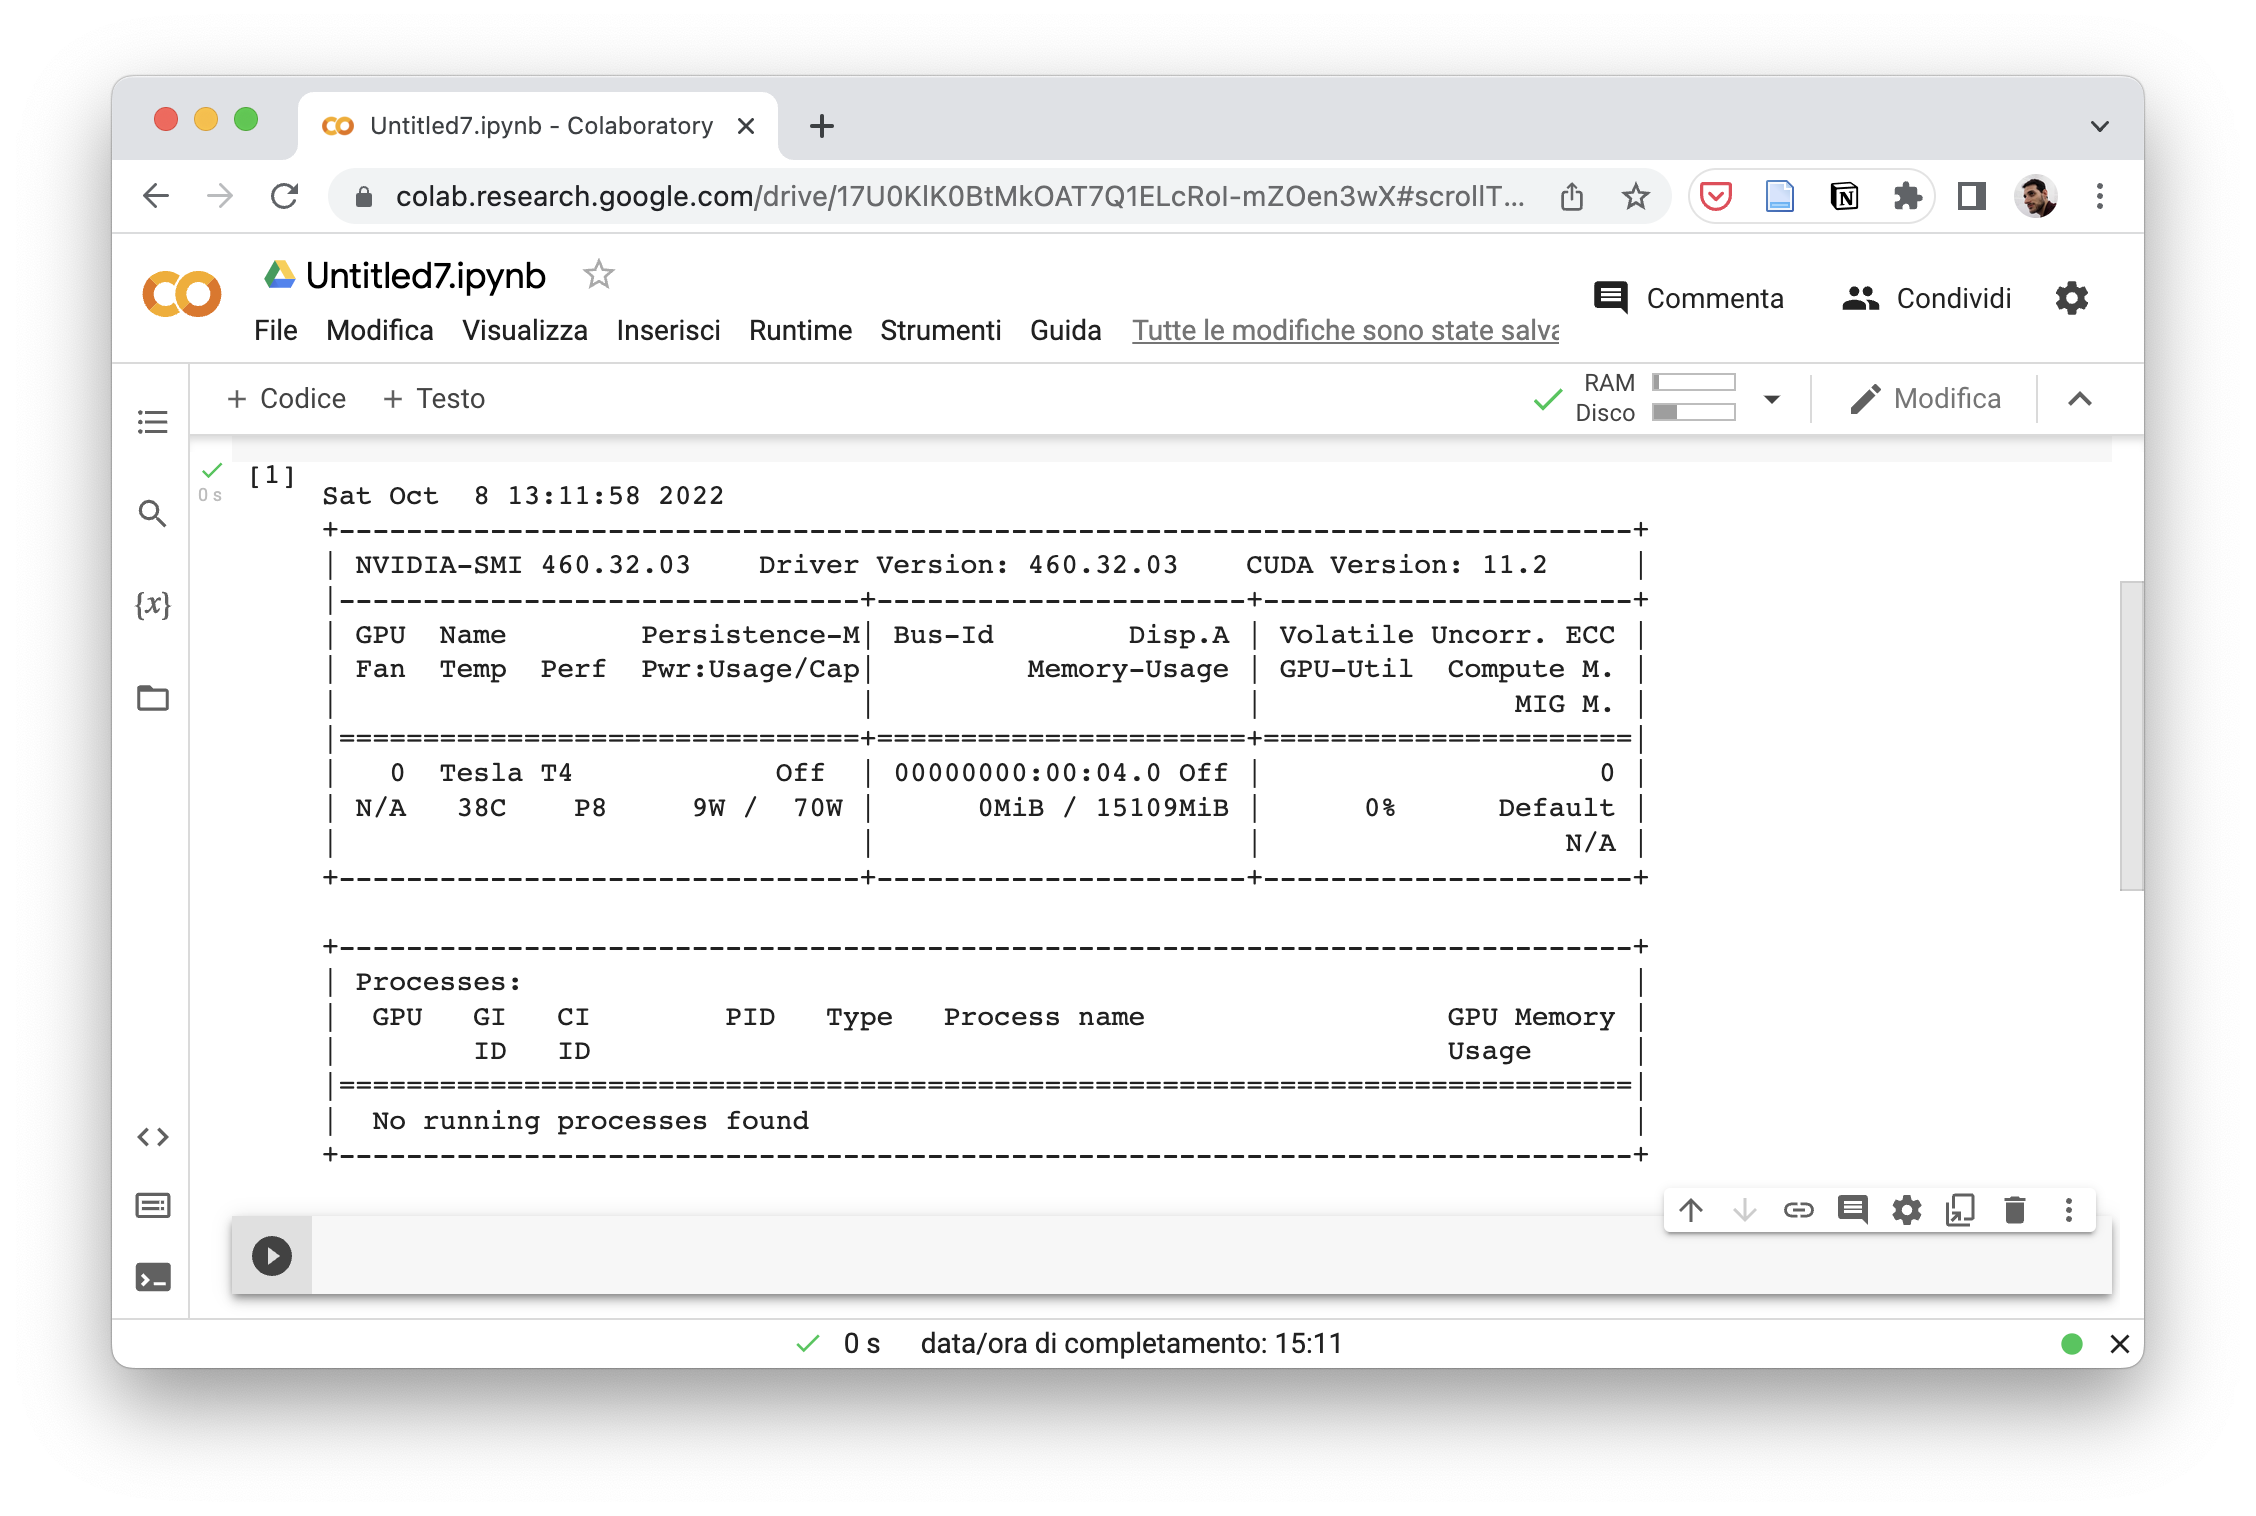 Untitled7.ipynb - Colaboratory
colab.research.google.com/drive/17U0KlK0BtMkOAT7Q1ELcRoI-mZOen3wX#scrollT...
Untitled7.ipynb
Commenta Condividi
File Modifica Visualizza Inserisci Runtime Strumenti Guida Tutte le modifiche sono state salva
+ Codice + Testo
RAM
Disco
Modifica
[1]
0 s
Sat Oct  8 13:11:58 2022
+-----------------------------------------------------------------------------+
| NVIDIA-SMI 460.32.03    Driver Version: 460.32.03    CUDA Version: 11.2     |
|-------------------------------+----------------------+----------------------+
| GPU  Name        Persistence-M| Bus-Id        Disp.A | Volatile Uncorr. ECC |
| Fan  Temp  Perf  Pwr:Usage/Cap|         Memory-Usage | GPU-Util  Compute M. |
|                               |                      |               MIG M. |
|===============================+======================+======================|
|   0  Tesla T4            Off  | 00000000:00:04.0 Off |                    0 |
| N/A   38C    P8     9W /  70W |      0MiB / 15109MiB |      0%      Default |
|                               |                      |                  N/A |
+-------------------------------+----------------------+----------------------+
+-----------------------------------------------------------------------------+
| Processes:                                                                  |
|  GPU   GI   CI        PID   Type   Process name                  GPU Memory |
|        ID   ID                                                   Usage      |
|=============================================================================|
|  No running processes found                                                 |
+-----------------------------------------------------------------------------+
0 s data/ora di completamento: 15:11